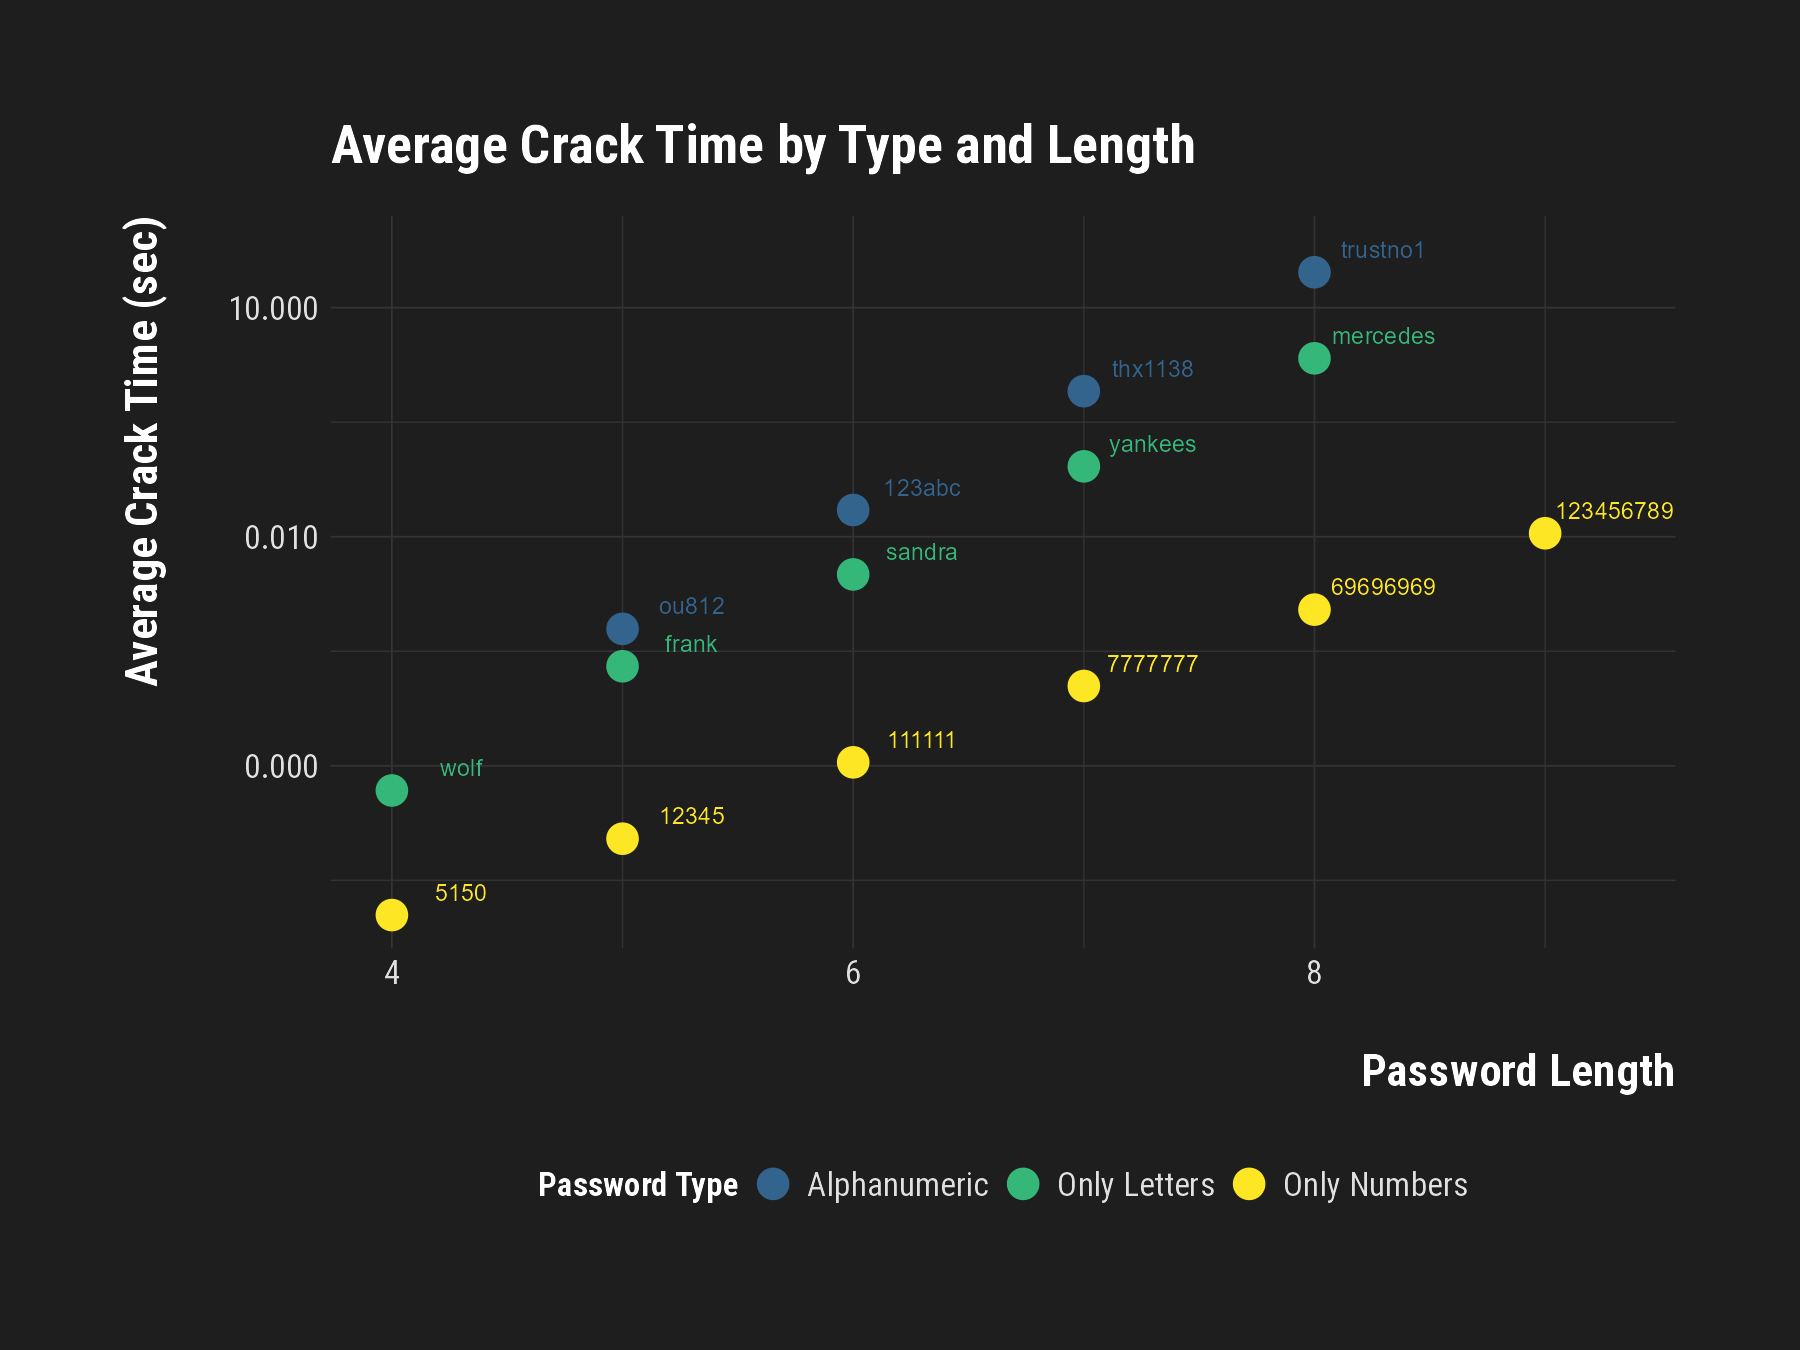 Average Crack Time by Type and Length
Average Crack Time (sec)
10.000
0.010
0.000
trustno1
mercedes
thx1138
yankees
123abc
123456789
sandra
69696969
ou812
frank
7777777
111111
wolf
12345
5150
4 6 8
Password Length
Password Type Alphanumeric Only Letters Only Numbers